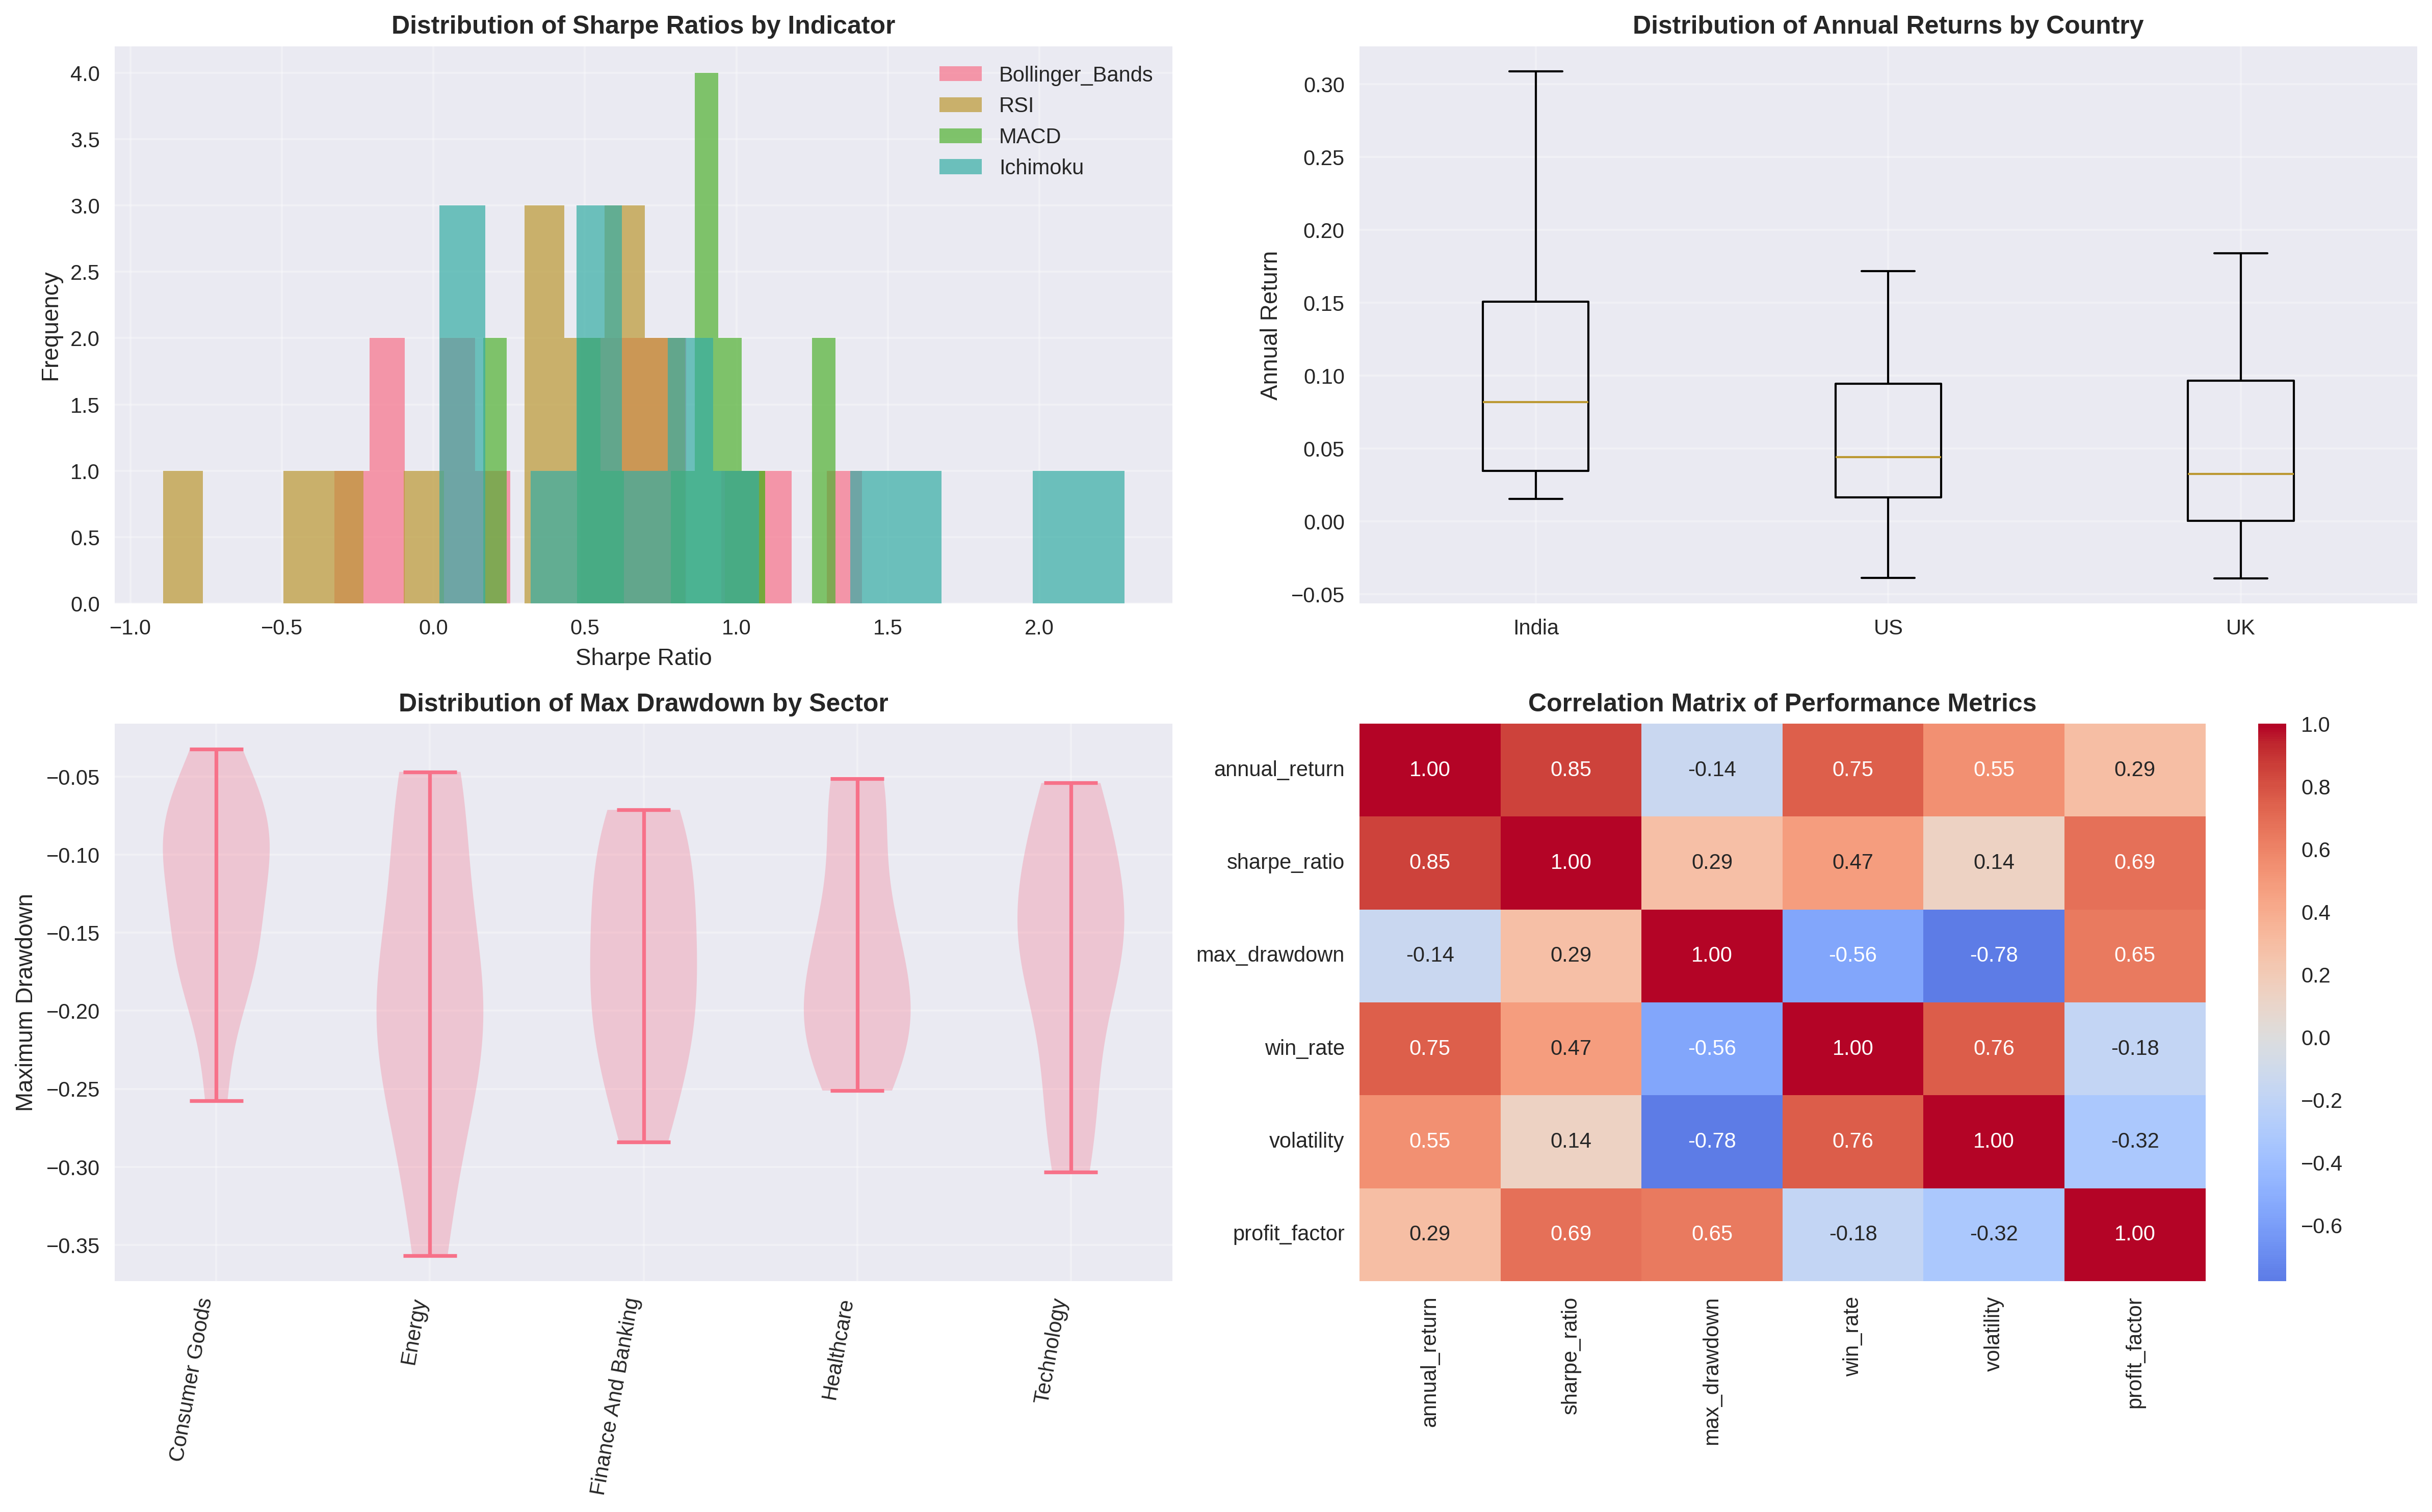 Distribution of Sharpe Ratios by Indicator
Frequency
4.0
3.5
3.0
2.5
2.0
1.5
1.0
0.5
0.0
Bollinger_Bands
RSI
MACD
Ichimoku
−1.0 −0.5 0.0 0.5 1.0 1.5 2.0
Sharpe Ratio
Distribution of Annual Returns by Country
Annual Return
0.30
0.25
0.20
0.15
0.10
0.05
0.00
−0.05
India US UK
Distribution of Max Drawdown by Sector
Maximum Drawdown
−0.05
−0.10
−0.15
−0.20
−0.25
−0.30
−0.35
Consumer Goods
Energy
Finance And Banking
Healthcare
Technology
Correlation Matrix of Performance Metrics
annual_return 1.00 0.85 -0.14 0.75 0.55 0.29
sharpe_ratio 0.85 1.00 0.29 0.47 0.14 0.69
max_drawdown -0.14 0.29 1.00 -0.56 -0.78 0.65
win_rate 0.75 0.47 -0.56 1.00 0.76 -0.18
volatility 0.55 0.14 -0.78 0.76 1.00 -0.32
profit_factor 0.29 0.69 0.65 -0.18 -0.32 1.00
annual_return
sharpe_ratio
max_drawdown
win_rate
volatility
profit_factor
1.0
0.8
0.6
0.4
0.2
0.0
−0.2
−0.4
−0.6